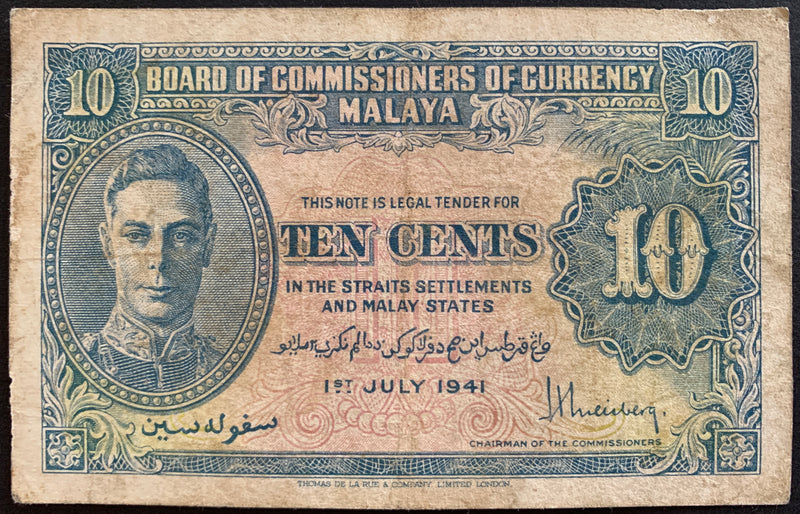 10 BOARD OF COMMISSIONERS OF CURRENCY 10
MALAYA
THIS NOTE IS LEGAL TENDER FOR
TEN CENTS
10
IN THE STRAITS SETTLEMENTS
AND MALAY STATES
1ST JULY 1941
سفوله سين
CHAIRMAN OF THE COMMISSIONERS
THOMAS DE LA RUE & COMPANY, LIMITED LONDON.